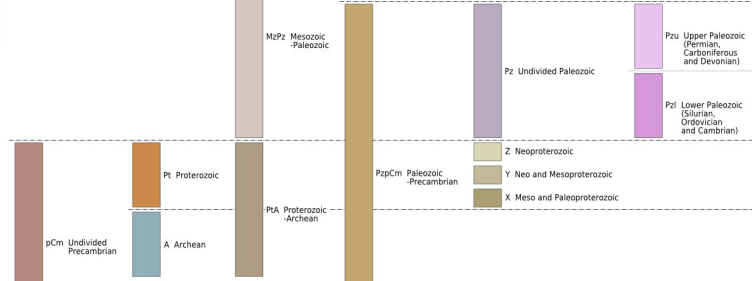 MzPz Mesozoic
-Paleozoic
Pzu Upper Paleozoic
(Permian,
Carboniferous
and Devonian)
Pz Undivided Paleozoic
Pzl Lower Paleozoic
(Silurian,
Ordovician
and Cambrian)
Z Neoproterozoic
Pt Proterozoic
PzpCm Paleozoic
-Precambrian
Y Neo and Mesoproterozoic
X Meso and Paleoproterozoic
PtA Proterozoic
-Archean
pCm Undivided
Precambrian
A Archean